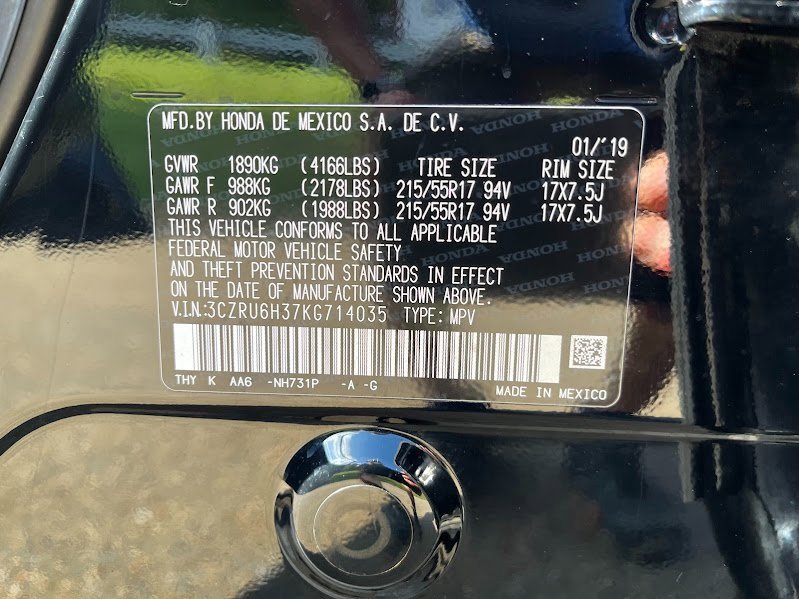 MFD.BY HONDA DE MEXICO S.A. DE C.V.
01/'19
GVWR 1890KG (4166LBS) TIRE SIZE RIM SIZE
GAWR F 988KG (2178LBS) 215/55R17 94V 17X7.5J
GAWR R 902KG (1988LBS) 215/55R17 94V 17X7.5J
THIS VEHICLE CONFORMS TO ALL APPLICABLE
FEDERAL MOTOR VEHICLE SAFETY
AND THEFT PREVENTION STANDARDS IN EFFECT
ON THE DATE OF MANUFACTURE SHOWN ABOVE.
V.I.N:3CZRU6H37KG714035 TYPE: MPV
THY K AA6 -NH731P -A -G MADE IN MEXICO
HONDA